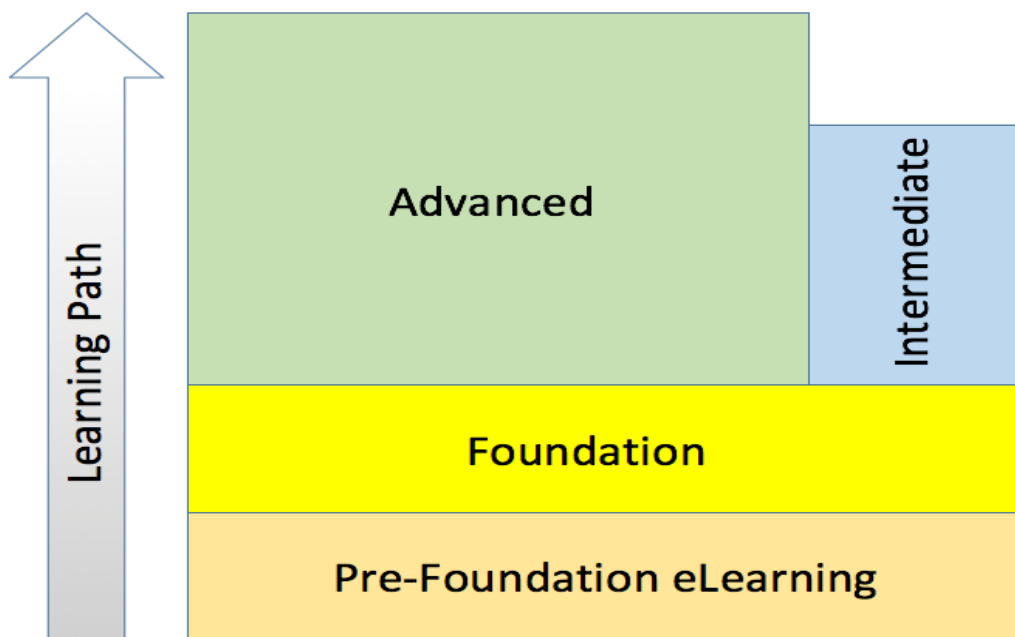 Learning Path
Advanced
Intermediate
Foundation
Pre-Foundation eLearning